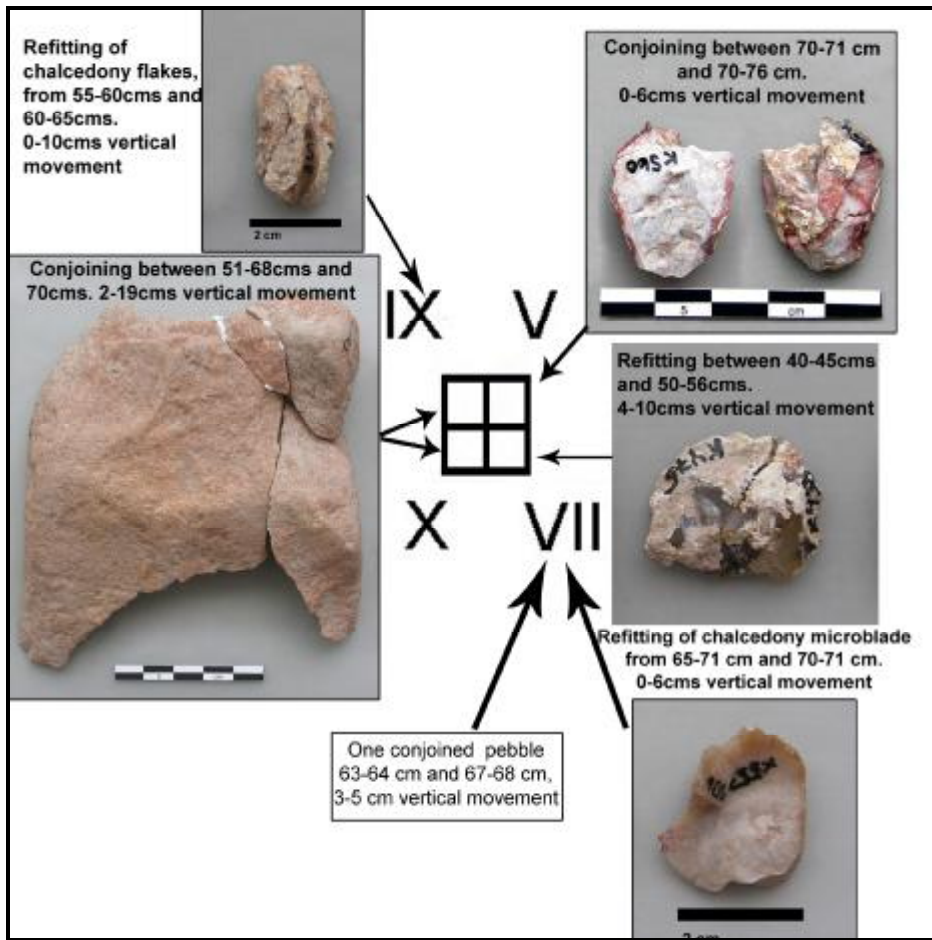 Refitting of
chalcedony flakes,
from 55-60cms and
60-65cms.
0-10cms vertical
movement
2 cm
Conjoining between 70-71 cm
and 70-76 cm.
0-6cms vertical movement
K560
5 cm
Conjoining between 51-68cms and
70cms. 2-19cms vertical movement
IX V
Refitting between 40-45cms
and 50-56cms.
4-10cms vertical movement
X VII
Refitting of chalcedony microblade
from 65-71 cm and 70-71 cm.
0-6cms vertical movement
One conjoined pebble
63-64 cm and 67-68 cm,
3-5 cm vertical movement